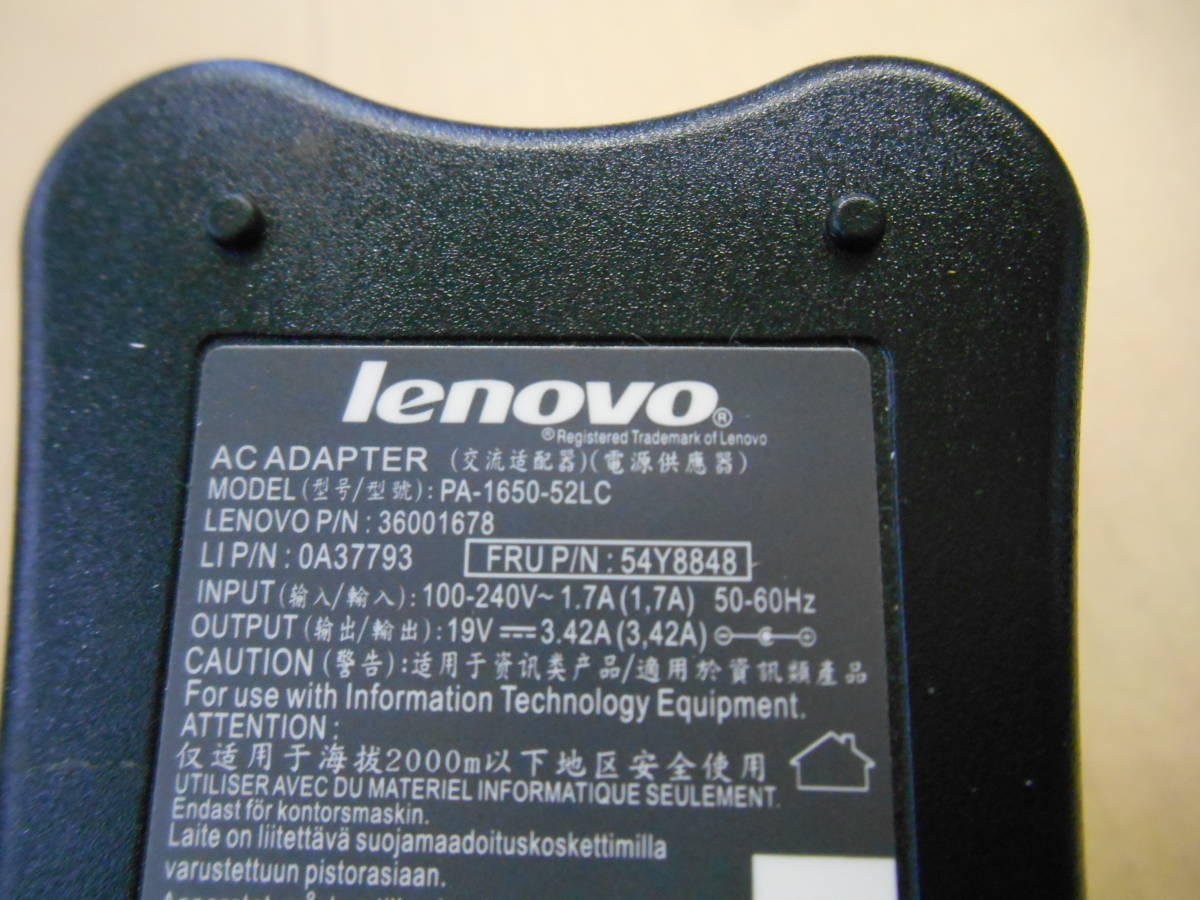 lenovo®
®Registered Trademark of Lenovo
AC ADAPTER (交流适配器)(電源供應器)
MODEL(型号/型號): PA-1650-52LC
LENOVO P/N : 36001678
LI P/N : 0A37793 FRU P/N : 54Y8848
INPUT(输入/輸入): 100-240V~ 1.7A(1,7A) 50-60Hz
OUTPUT(输出/輸出): 19V⎓3.42A(3,42A)
CAUTION(警告):适用于资讯类产品/適用於資訊類產品
For use with Information Technology Equipment.
ATTENTION:
仅适用于海拔2000m以下地区安全使用
UTILISER AVEC DU MATERIEL INFORMATIQUE SEULEMENT.
Endast för kontorsmaskin.
Laite on liitettävä suojamaadoituskoskettimilla
varustettuun pistorasiaan.